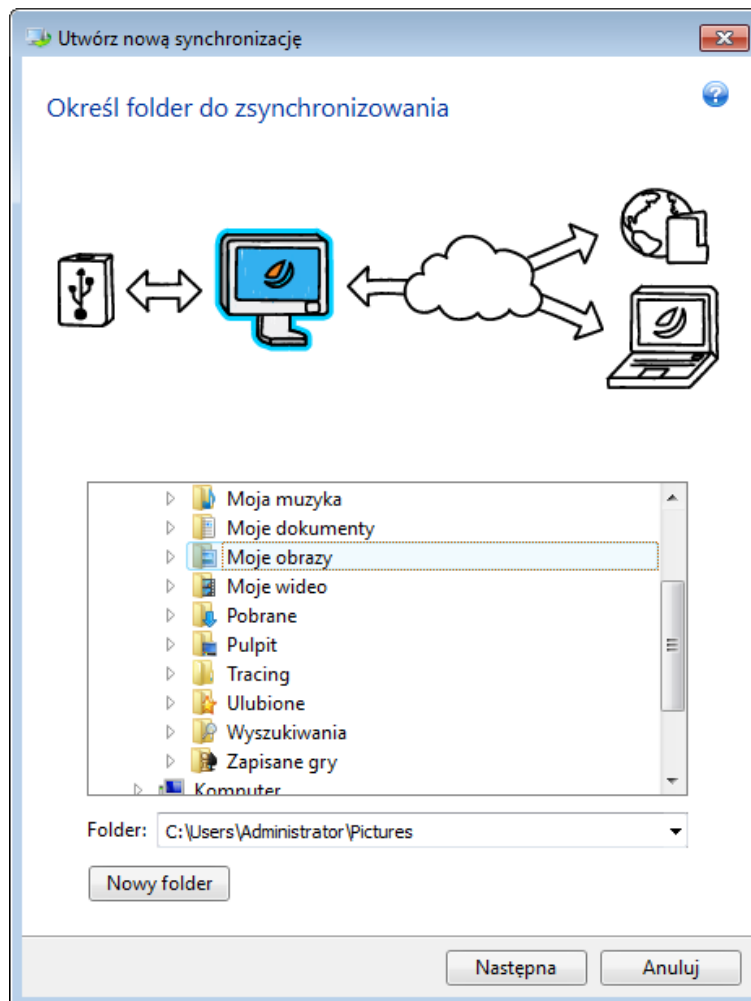 Utwórz nową synchronizację
Określ folder do zsynchronizowania
Moja muzyka
Moje dokumenty
Moje obrazy
Moje wideo
Pobrane
Pulpit
Tracing
Ulubione
Wyszukiwania
Zapisane gry
Komputer
Folder: C:\Users\Administrator\Pictures
Nowy folder
Następna Anuluj